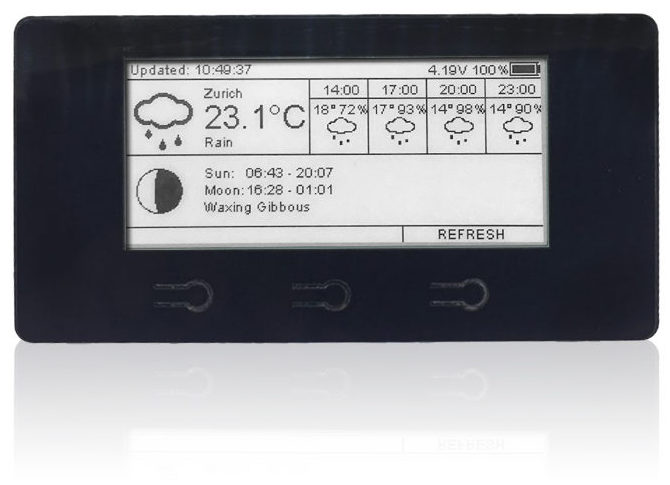 Updated: 10:49:37 4.19V 100%
Zurich
23.1°C
Rain
14:00 17:00 20:00 23:00
18° 72% 17° 93% 14° 98% 14° 90%
Sun: 06:43 - 20:07
Moon: 16:28 - 01:01
Waxing Gibbous
REFRESH